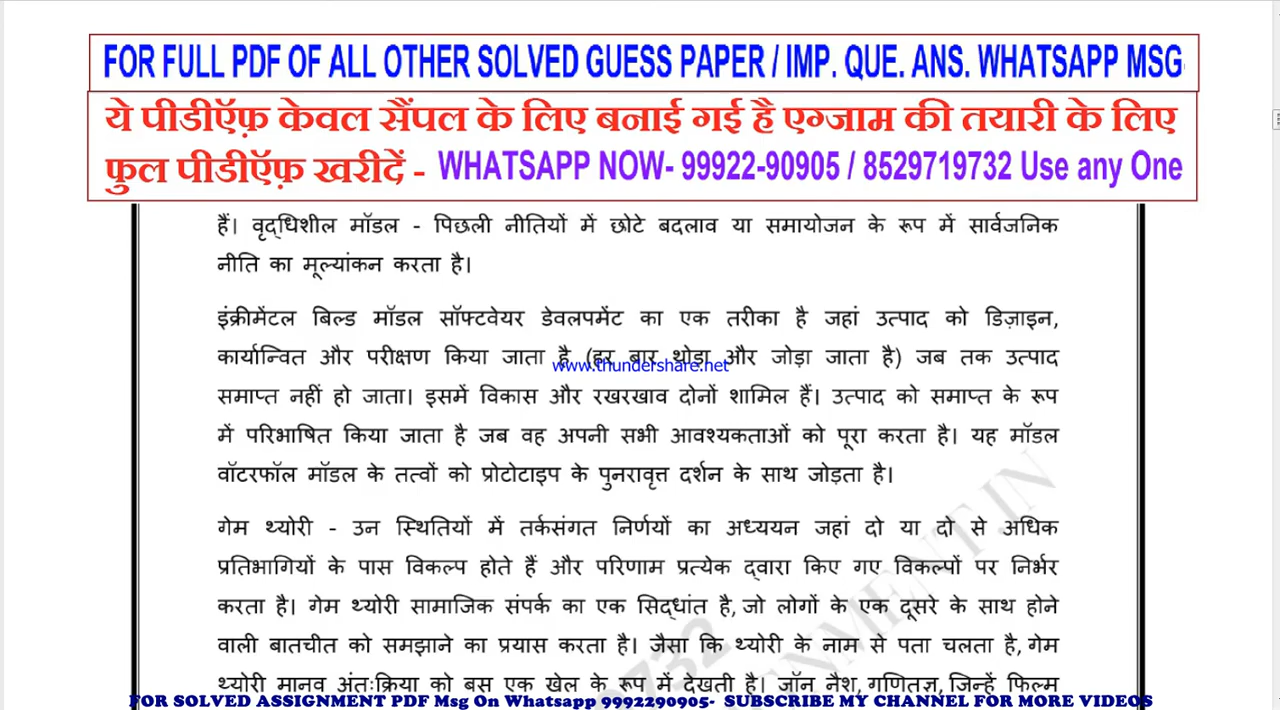 FOR FULL PDF OF ALL OTHER SOLVED GUESS PAPER / IMP. QUE. ANS. WHATSAPP MSG
ये पीडीऍफ़ केवल सैंपल के लिए बनाई गई है एग्जाम की तयारी के लिए
फुल पीडीऍफ़ खरीदें - WHATSAPP NOW- 99922-90905 / 8529719732 Use any One
हैं। वृद्धिशील मॉडल - पिछली नीतियों में छोटे बदलाव या समायोजन के रूप में सार्वजनिक
नीति का मूल्यांकन करता है।
इंक्रीमेंटल बिल्ड मॉडल सॉफ्टवेयर डेवलपमेंट का एक तरीका है जहां उत्पाद को डिज़ाइन,
कार्यान्वित और परीक्षण किया जाता है (हर बार थोड़ा और जोड़ा जाता है) जब तक उत्पाद
www.thundershare.net
समाप्त नहीं हो जाता। इसमें विकास और रखरखाव दोनों शामिल हैं। उत्पाद को समाप्त के रूप
में परिभाषित किया जाता है जब वह अपनी सभी आवश्यकताओं को पूरा करता है। यह मॉडल
वॉटरफॉल मॉडल के तत्वों को प्रोटोटाइप के पुनरावृत्त दर्शन के साथ जोड़ता है।
गेम थ्योरी - उन स्थितियों में तर्कसंगत निर्णयों का अध्ययन जहां दो या दो से अधिक
प्रतिभागियों के पास विकल्प होते हैं और परिणाम प्रत्येक द्वारा किए गए विकल्पों पर निर्भर
करता है। गेम थ्योरी सामाजिक संपर्क का एक सिद्धांत है, जो लोगों के एक दूसरे के साथ होने
वाली बातचीत को समझाने का प्रयास करता है। जैसा कि थ्योरी के नाम से पता चलता है, गेम
थ्योरी मानव अंतःक्रिया को बस एक खेल के रूप में देखती है। जॉन नैश, गणितज्ञ, जिन्हें फिल्म
FOR SOLVED ASSIGNMENT PDF Msg On Whatsapp 9992290905- SUBSCRIBE MY CHANNEL FOR MORE VIDEOS